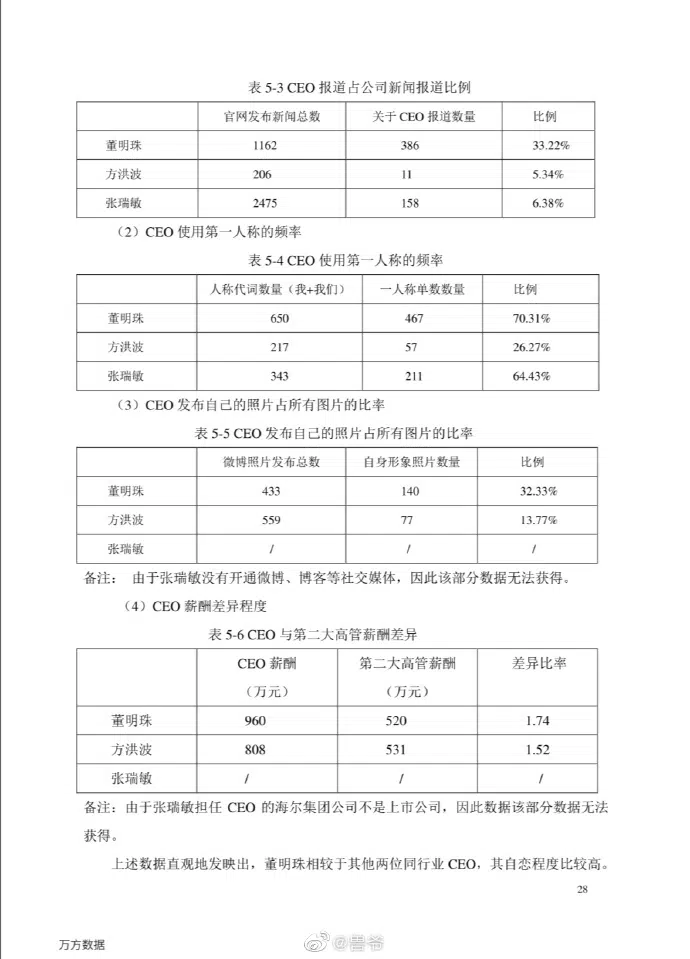 表 5-3 CEO 报道占公司新闻报道比例
官网发布新闻总数 关于 CEO 报道数量 比例
董明珠 1162 386 33.22%
方洪波 206 11 5.34%
张瑞敏 2475 158 6.38%
（2）CEO 使用第一人称的频率
表 5-4 CEO 使用第一人称的频率
人称代词数量（我+我们） 一人称单数数量 比例
董明珠 650 467 70.31%
方洪波 217 57 26.27%
张瑞敏 343 211 64.43%
（3）CEO 发布自己的照片占所有图片的比率
表 5-5 CEO 发布自己的照片占所有图片的比率
微博照片发布总数 自身形象照片数量 比例
董明珠 433 140 32.33%
方洪波 559 77 13.77%
张瑞敏 / / /
备注： 由于张瑞敏没有开通微博、博客等社交媒体，因此该部分数据无法获得。
（4）CEO 薪酬差异程度
表 5-6 CEO 与第二大高管薪酬差异
CEO 薪酬 第二大高管薪酬 差异比率
（万元） （万元）
董明珠 960 520 1.74
方洪波 808 531 1.52
张瑞敏 / / /
备注：由于张瑞敏担任 CEO 的海尔集团公司不是上市公司，因此数据该部分数据无法
获得。
上述数据直观地发映出，董明珠相较于其他两位同行业 CEO，其自恋程度比较高。
28
万方数据
@兽爷